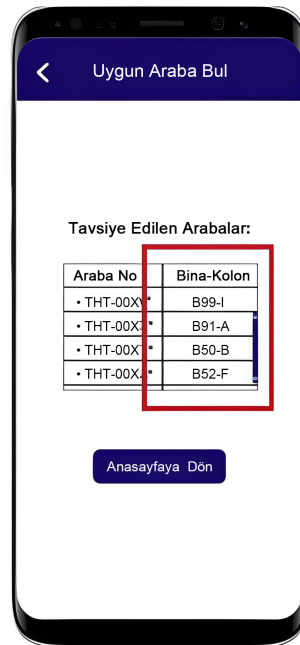 Uygun Araba Bul
Tavsiye Edilen Arabalar:
Araba No Bina-Kolon
B99-I
B91-A
B50-B
B52-F
Anasayfaya Dön